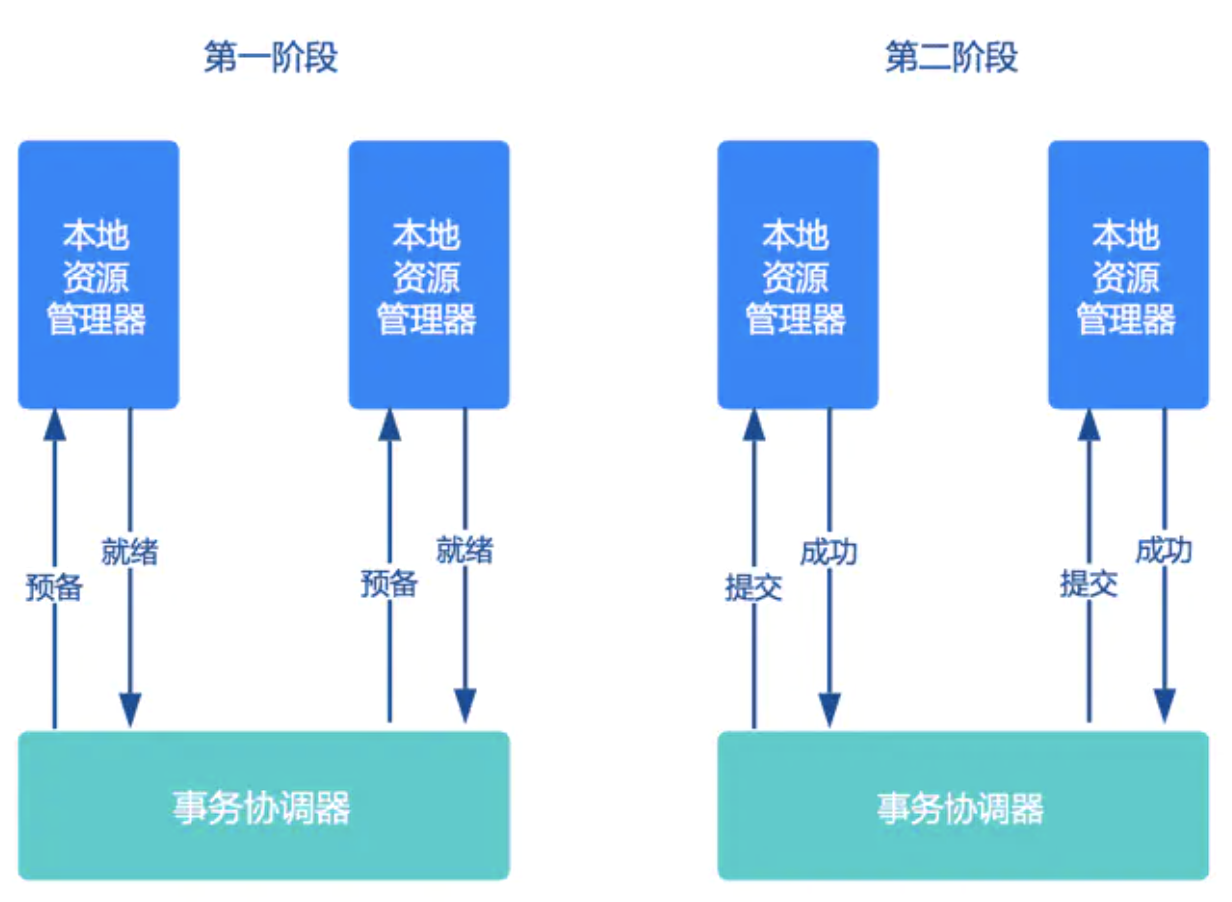 第一阶段
第二阶段
本地
资源
管理器
本地
资源
管理器
本地
资源
管理器
本地
资源
管理器
预备
就绪
预备
就绪
提交
成功
提交
成功
事务协调器
事务协调器